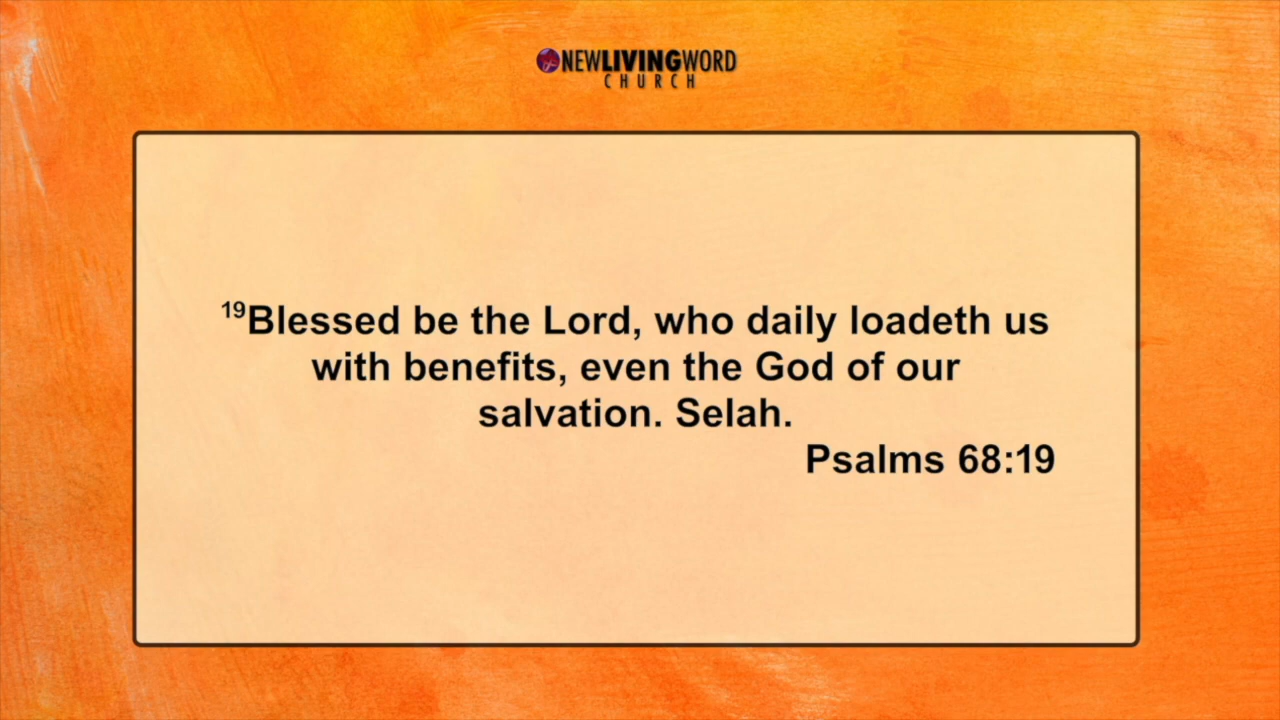 NEWLIVINGWORD
CHURCH
19Blessed be the Lord, who daily loadeth us
with benefits, even the God of our
salvation. Selah.
Psalms 68:19